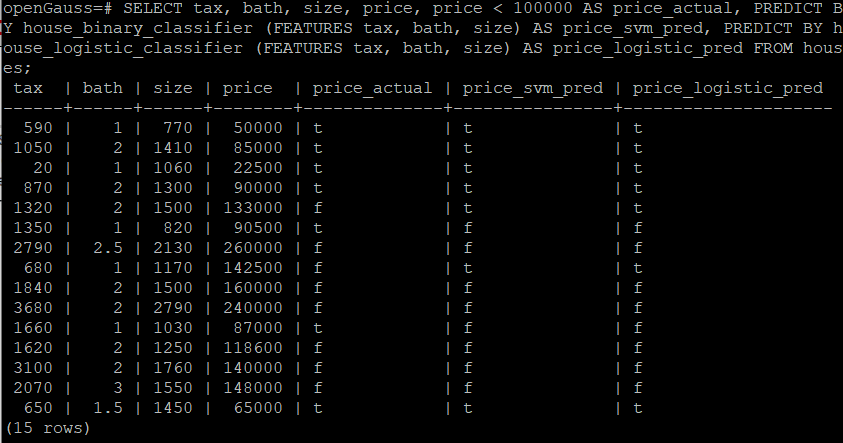 openGauss=# SELECT tax, bath, size, price, price < 100000 AS price_actual, PREDICT B
Y house_binary_classifier (FEATURES tax, bath, size) AS price_svm_pred, PREDICT BY h
ouse_logistic_classifier (FEATURES tax, bath, size) AS price_logistic_pred FROM hous
es;
 tax  | bath | size | price  | price_actual | price_svm_pred | price_logistic_pred
------+------+------+--------+--------------+----------------+---------------------
  590 |    1 |  770 |  50000 | t            | t              | t
 1050 |    2 | 1410 |  85000 | t            | t              | t
   20 |    1 | 1060 |  22500 | t            | t              | t
  870 |    2 | 1300 |  90000 | t            | t              | t
 1320 |    2 | 1500 | 133000 | f            | t              | t
 1350 |    1 |  820 |  90500 | t            | f              | f
 2790 |  2.5 | 2130 | 260000 | f            | f              | f
  680 |    1 | 1170 | 142500 | f            | t              | t
 1840 |    2 | 1500 | 160000 | f            | f              | f
 3680 |    2 | 2790 | 240000 | f            | f              | f
 1660 |    1 | 1030 |  87000 | t            | f              | f
 1620 |    2 | 1250 | 118600 | f            | f              | f
 3100 |    2 | 1760 | 140000 | f            | f              | f
 2070 |    3 | 1550 | 148000 | f            | f              | f
  650 |  1.5 | 1450 |  65000 | t            | t              | t
(15 rows)